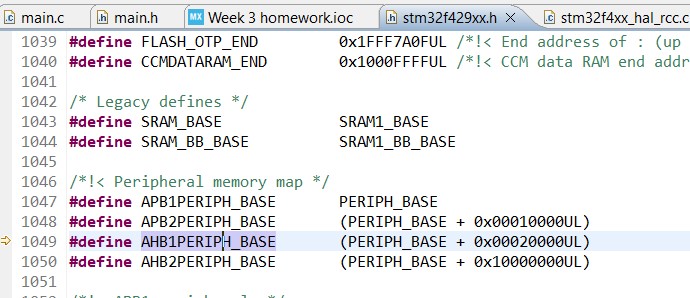 main.c main.h MX Week 3 homework.ioc stm32f429xx.h stm32f4xx_hal_rcc.c
1039 #define FLASH_OTP_END 0x1FFF7A0FUL /*!< End address of : (up
1040 #define CCMDATARAM_END 0x1000FFFFUL /*!< CCM data RAM end addr
1041
1042 /* Legacy defines */
1043 #define SRAM_BASE SRAM1_BASE
1044 #define SRAM_BB_BASE SRAM1_BB_BASE
1045
1046 /*!< Peripheral memory map */
1047 #define APB1PERIPH_BASE PERIPH_BASE
1048 #define APB2PERIPH_BASE (PERIPH_BASE + 0x00010000UL)
1049 #define AHB1PERIPH_BASE (PERIPH_BASE + 0x00020000UL)
1050 #define AHB2PERIPH_BASE (PERIPH_BASE + 0x10000000UL)
1051